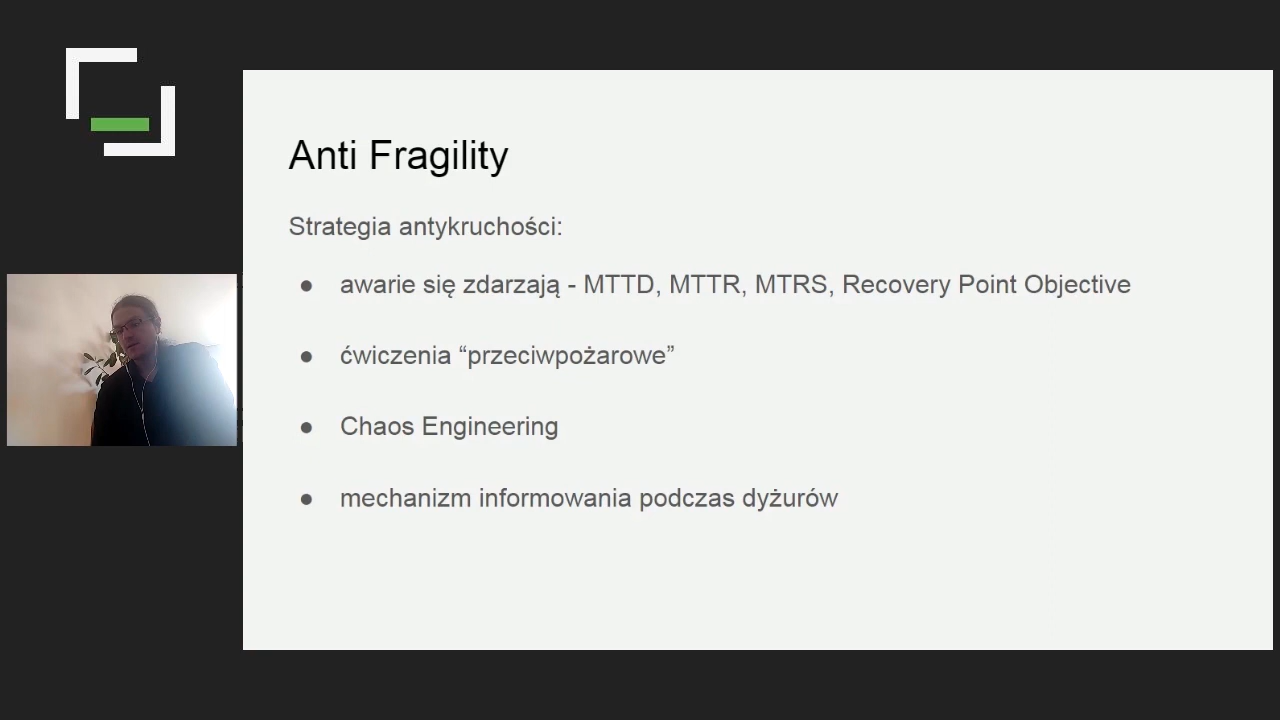 Anti Fragility
Strategia antykruchości:
● awarie się zdarzają - MTTD, MTTR, MTRS, Recovery Point Objective
● ćwiczenia “przeciwpożarowe”
● Chaos Engineering
● mechanizm informowania podczas dyżurów